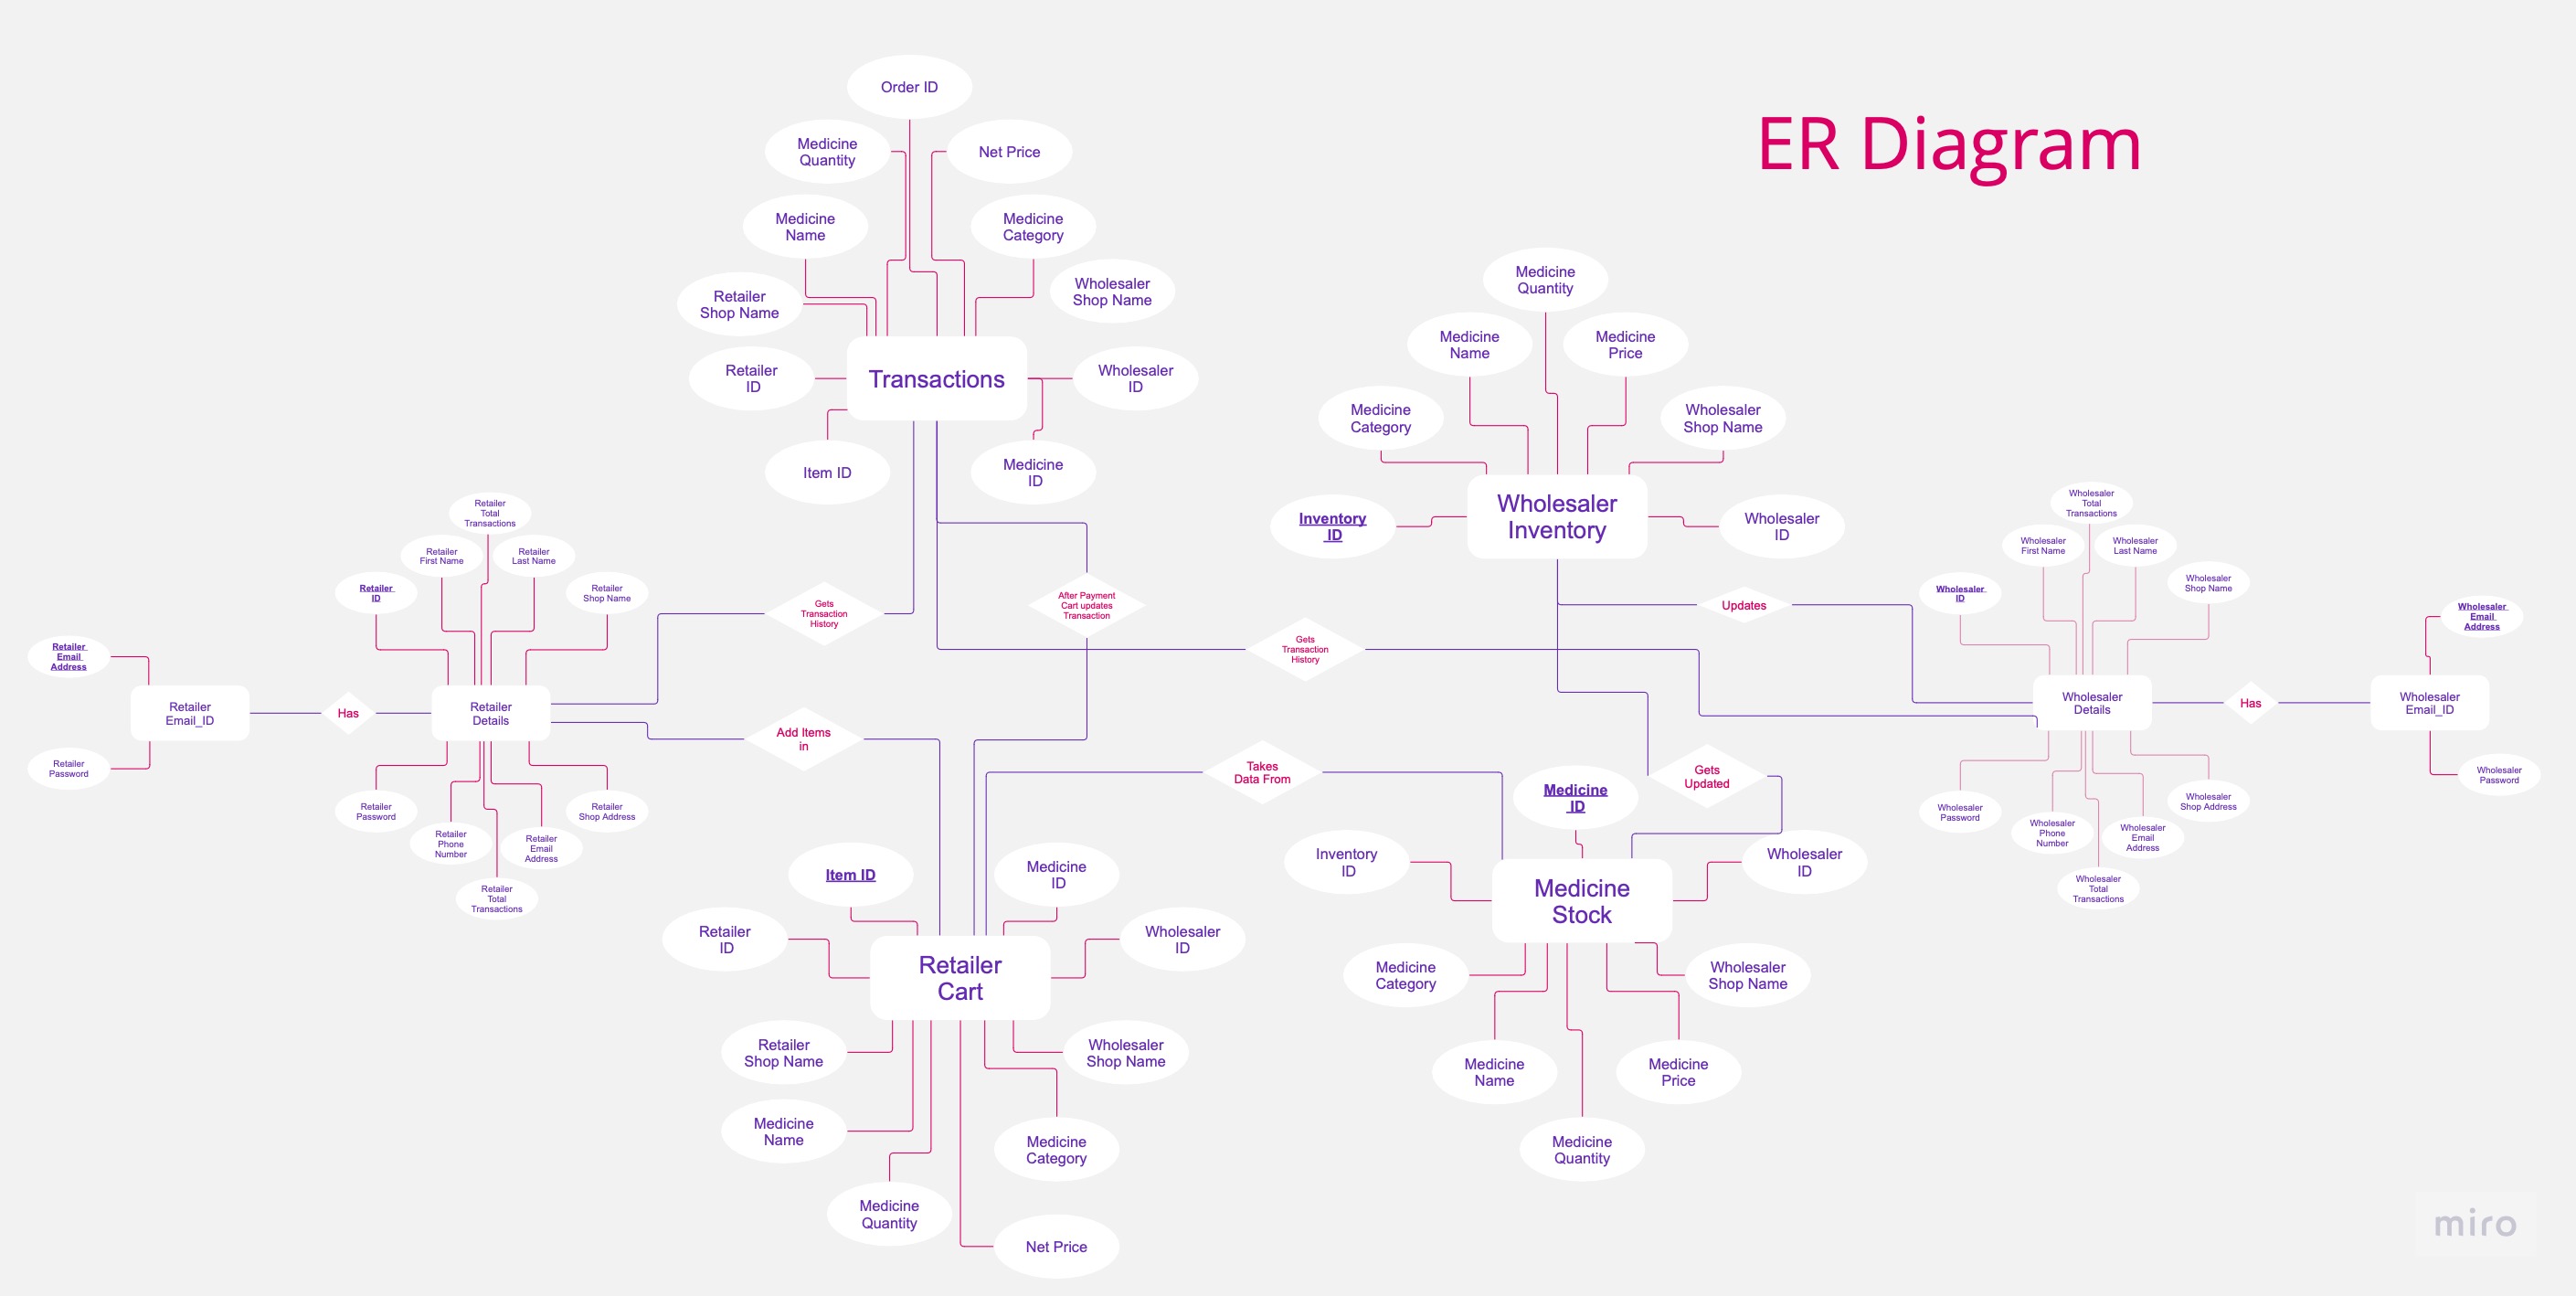 ER Diagram
Order ID
Medicine
Quantity
Net Price
Medicine
Name
Medicine
Category
Retailer
Shop Name
Wholesaler
Shop Name
Transactions
Retailer
ID
Wholesaler
ID
Item ID
Medicine
ID
Medicine
Quantity
Medicine
Name
Medicine
Price
Medicine
Category
Wholesaler
Shop Name
Wholesaler
Inventory
Inventory
ID
Wholesaler
ID
Retailer
Total
Transactions
Retailer
First Name
Retailer
Last Name
Retailer
ID
Retailer
Shop Name
Retailer
Email
Address
Retailer
Email_ID
Has
Retailer
Details
Retailer
Password
Retailer
Password
Retailer
Phone
Number
Retailer
Email
Address
Retailer
Shop Address
Retailer
Total
Transactions
Gets
Transaction
History
After Payment
Cart updates
Transaction
Gets
Transaction
History
Updates
Add Items
in
Takes
Data From
Gets
Updated
Wholesaler
Total
Transactions
Wholesaler
First Name
Wholesaler
Last Name
Wholesaler
ID
Wholesaler
Shop Name
Wholesaler
Email
Address
Wholesaler
Details
Has
Wholesaler
Email_ID
Wholesaler
Password
Wholesaler
Password
Wholesaler
Phone
Number
Wholesaler
Email
Address
Wholesaler
Shop Address
Wholesaler
Total
Transactions
Item ID
Medicine
ID
Retailer
ID
Wholesaler
ID
Retailer
Cart
Retailer
Shop Name
Wholesaler
Shop Name
Medicine
Name
Medicine
Category
Medicine
Quantity
Net Price
Medicine
ID
Inventory
ID
Wholesaler
ID
Medicine
Stock
Medicine
Category
Wholesaler
Shop Name
Medicine
Name
Medicine
Price
Medicine
Quantity
miro